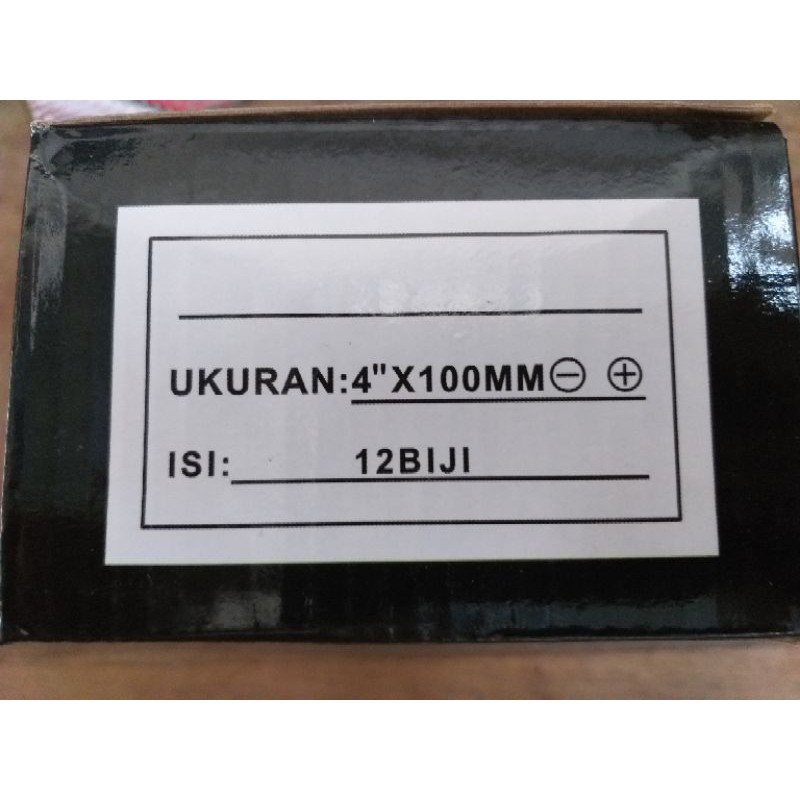 UKURAN:4"X100MM⊖ ⊕
ISI: 12BIJI